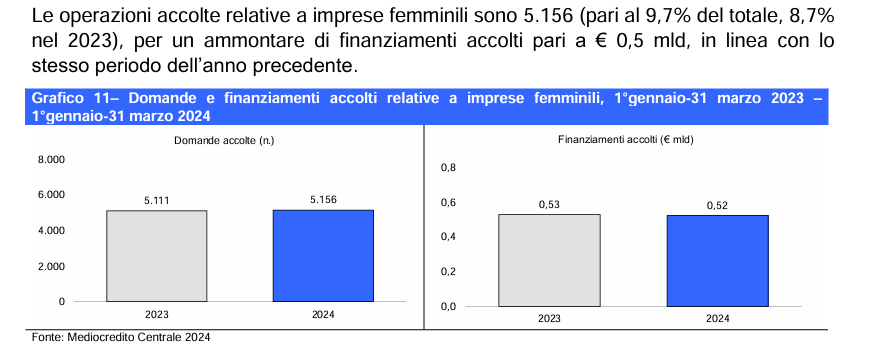 Le operazioni accolte relative a imprese femminili sono 5.156 (pari al 9,7% del totale, 8,7%
nel 2023), per un ammontare di finanziamenti accolti pari a € 0,5 mld, in linea con lo
stesso periodo dell'anno precedente.
Grafico 11– Domande e finanziamenti accolti relative a imprese femminili, 1°gennaio-31 marzo 2023 –
1°gennaio-31 marzo 2024
Domande accolte (n.)
8.000
6.000
4.000
2.000
0
5.111
5.156
2023
2024
Finanziamenti accolti (€ mld)
0,8
0,6
0,4
0,2
0,0
0,53
0,52
2023
2024
Fonte: Mediocredito Centrale 2024